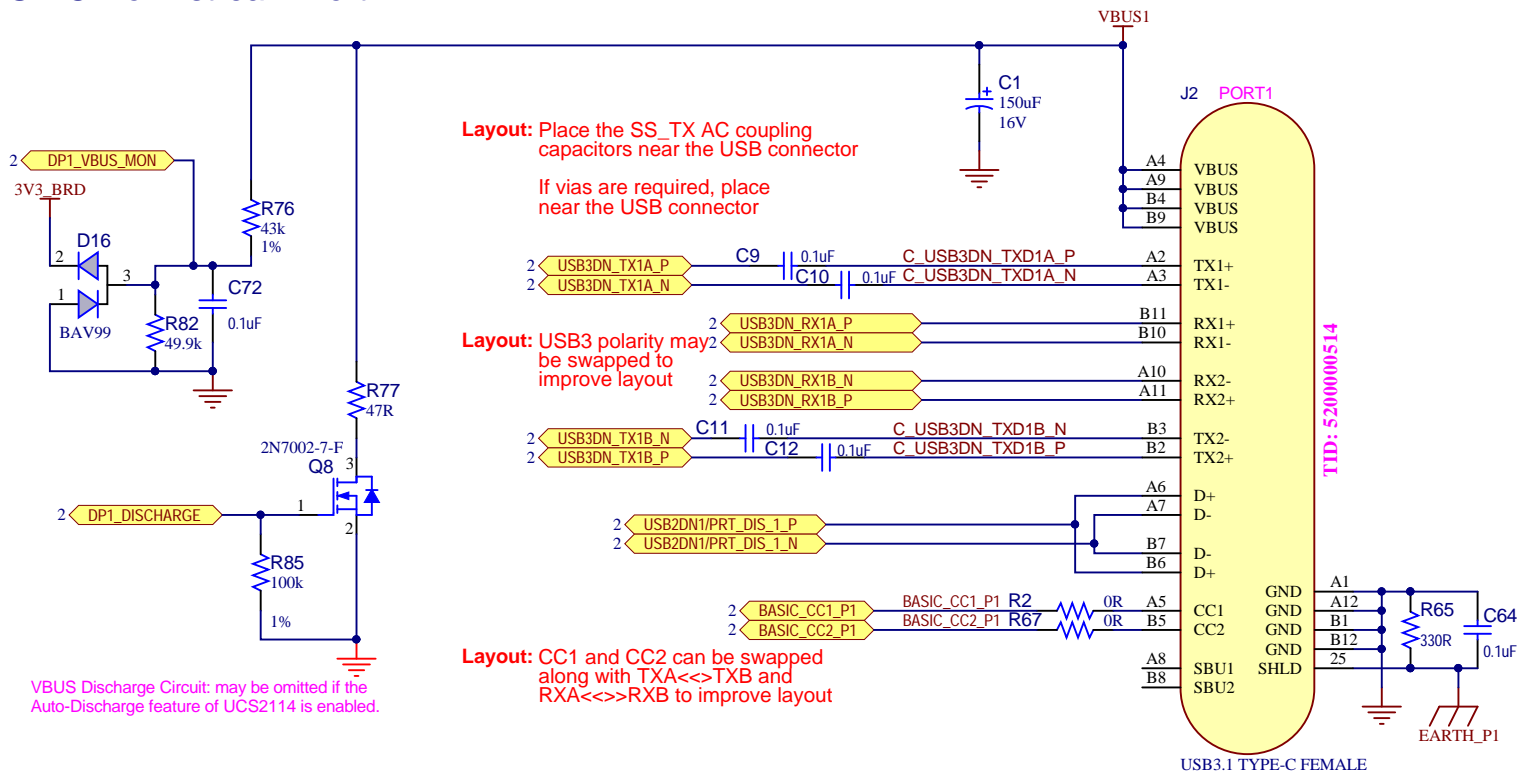 VBUS1
C1
150uF
16V
J2 PORT1
Layout: Place the SS_TX AC coupling
capacitors near the USB connector
If vias are required, place
near the USB connector
2 DP1_VBUS_MON
3V3_BRD
R76
43k
1%
D16
2
3
1
BAV99
C72
0.1uF
R82
49.9k
A4 VBUS
A9 VBUS
B4 VBUS
B9 VBUS
2 USB3DN_TX1A_P C9 0.1uF C_USB3DN_TXD1A_P A2 TX1+
2 USB3DN_TX1A_N C10 0.1uF C_USB3DN_TXD1A_N A3 TX1-
2 USB3DN_RX1A_P B11 RX1+
2 USB3DN_RX1A_N B10 RX1-
Layout: USB3 polarity may
be swapped to
improve layout
2 USB3DN_RX1B_N A10 RX2-
2 USB3DN_RX1B_P A11 RX2+
R77
47R
2 USB3DN_TX1B_N C11 0.1uF C_USB3DN_TXD1B_N B3 TX2-
2 USB3DN_TX1B_P C12 0.1uF C_USB3DN_TXD1B_P B2 TX2+
TID: 5200000514
2N7002-7-F
Q8
3
1
2
2 DP1_DISCHARGE
R85
100k
1%
A6 D+
A7 D-
2 USB2DN1/PRT_DIS_1_P
2 USB2DN1/PRT_DIS_1_N
B7 D-
B6 D+
2 BASIC_CC1_P1 BASIC_CC1_P1 R2 0R A5 CC1
2 BASIC_CC2_P1 BASIC_CC2_P1 R67 0R B5 CC2
GND A1
GND A12
GND B1
GND B12
SHLD 25
A8 SBU1
B8 SBU2
R65
330R
C64
0.1uF
EARTH_P1
Layout: CC1 and CC2 can be swapped
along with TXA<<>TXB and
RXA<<>>RXB to improve layout
VBUS Discharge Circuit: may be omitted if the
Auto-Discharge feature of UCS2114 is enabled.
USB3.1 TYPE-C FEMALE